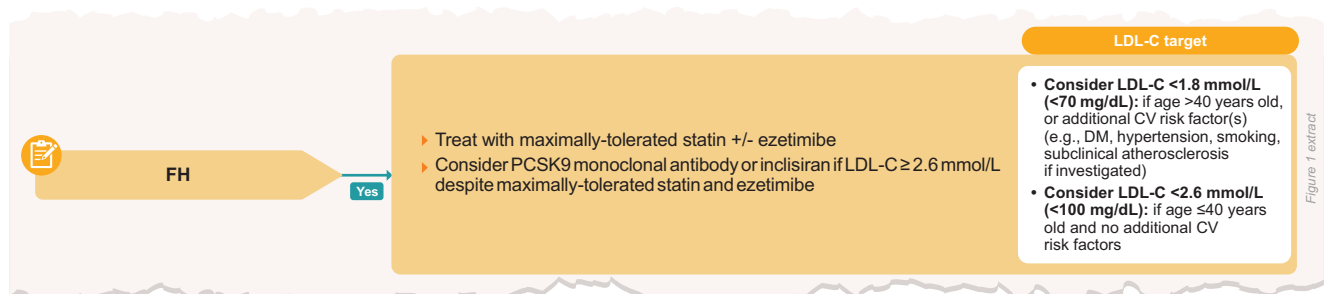 LDL-C target
FH
Yes
Treat with maximally-tolerated statin +/- ezetimibe
Consider PCSK9 monoclonal antibody or inclisiran if LDL-C ≥ 2.6 mmol/L
despite maximally-tolerated statin and ezetimibe
• Consider LDL-C <1.8 mmol/L
(<70 mg/dL): if age >40 years old,
or additional CV risk factor(s)
(e.g., DM, hypertension, smoking,
subclinical atherosclerosis
if investigated)
• Consider LDL-C <2.6 mmol/L
(<100 mg/dL): if age ≤40 years
old and no additional CV
risk factors
Figure 1 extract